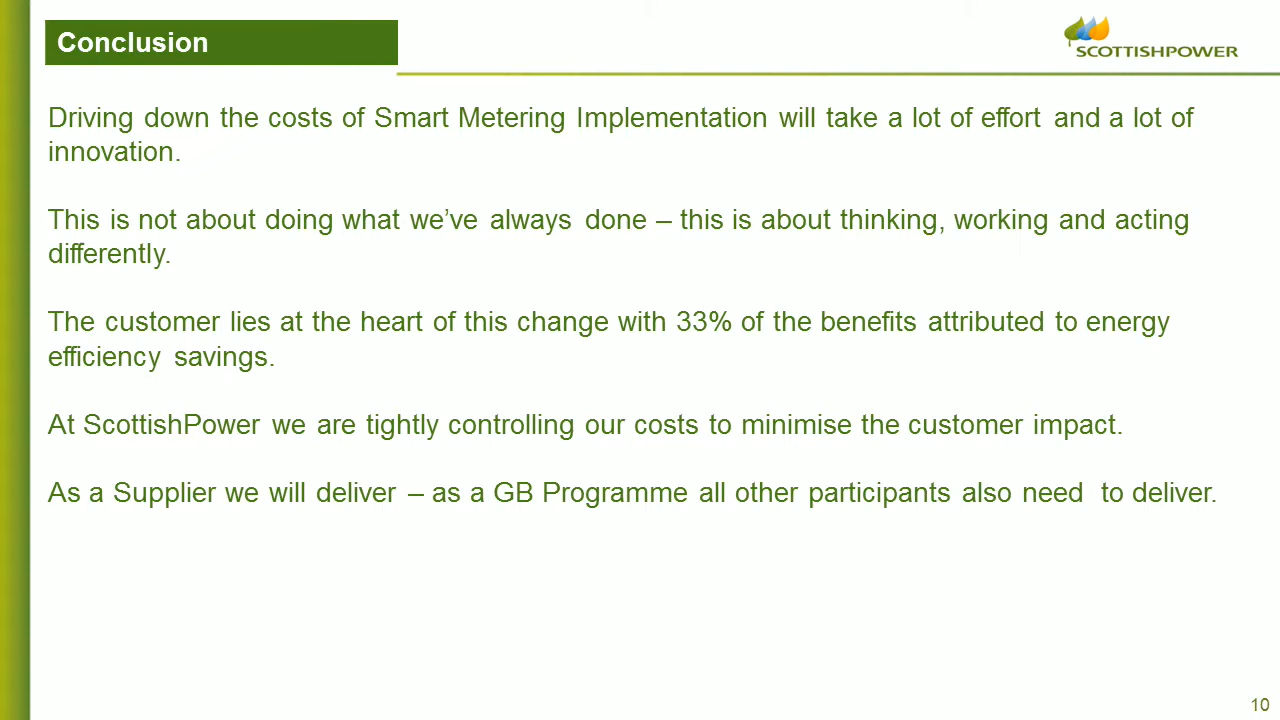 Conclusion
SCOTTISHPOWER
Driving down the costs of Smart Metering Implementation will take a lot of effort and a lot of
innovation.
This is not about doing what we’ve always done – this is about thinking, working and acting
differently.
The customer lies at the heart of this change with 33% of the benefits attributed to energy
efficiency savings.
At ScottishPower we are tightly controlling our costs to minimise the customer impact.
As a Supplier we will deliver – as a GB Programme all other participants also need to deliver.
10